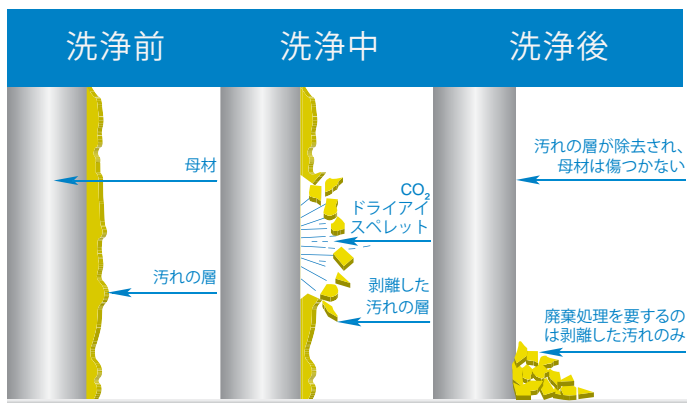 洗浄前
洗浄中
洗浄後
母材
汚れの層
CO₂
ドライアイ
スペレット
剥離した
汚れの層
汚れの層が除去され、
母材は傷つかない
廃棄処理を要するの
は剥離した汚れのみ